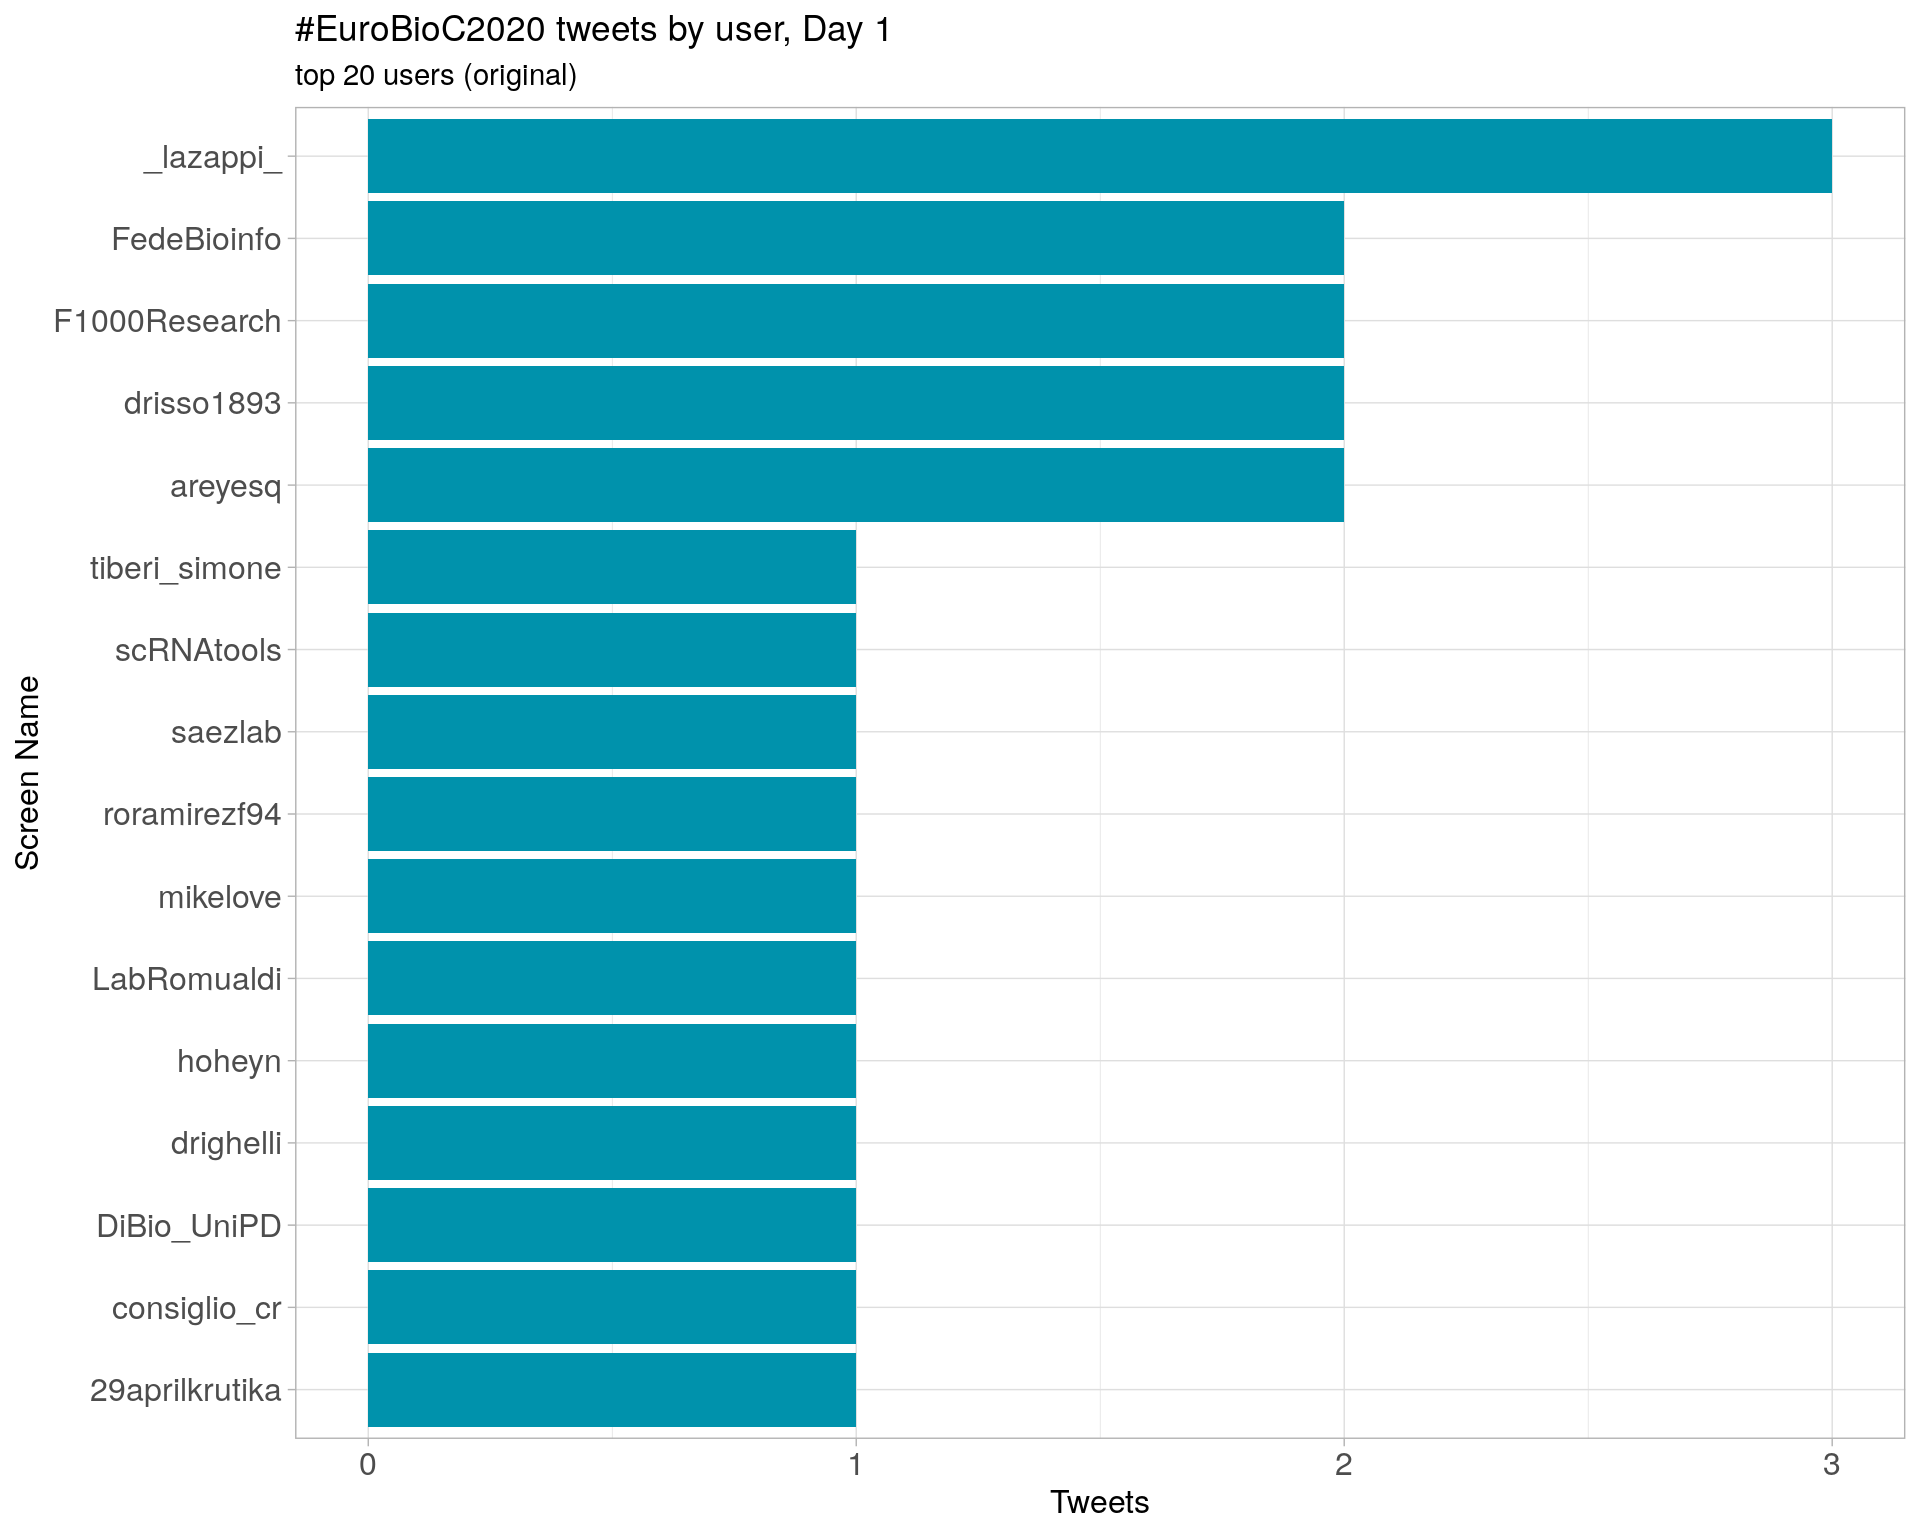 #EuroBioC2020 tweets by user, Day 1
top 20 users (original)
_lazappi_
FedeBioinfo
F1000Research
drisso1893
areyesq
tiberi_simone
scRNAtools
saezlab
roramirezf94
mikelove
LabRomualdi
hoheyn
drighelli
DiBio_UniPD
consiglio_cr
29aprilkrutika
Screen Name
0 1 2 3
Tweets